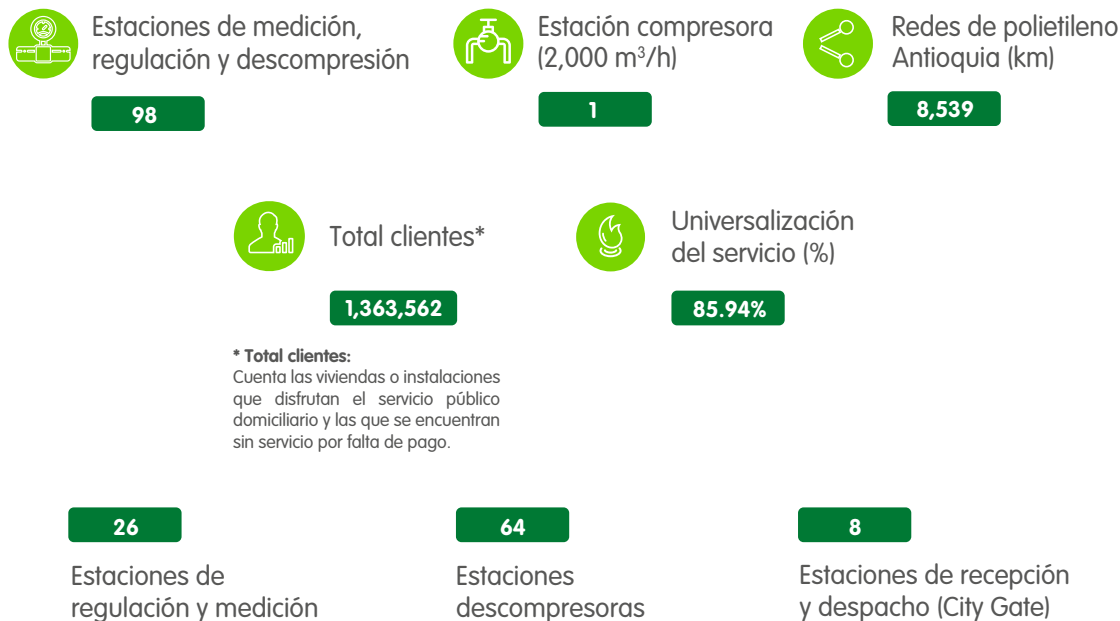 Estaciones de medición,
regulación y descompresión
98
Estación compresora
(2,000 m³/h)
1
Redes de polietileno
Antioquia (km)
8,539
Total clientes*
1,363,562
Universalización
del servicio (%)
85.94%
* Total clientes:
Cuenta las viviendas o instalaciones
que disfrutan el servicio público
domiciliario y las que se encuentran
sin servicio por falta de pago.
26
Estaciones de
regulación y medición
64
Estaciones
descompresoras
8
Estaciones de recepción
y despacho (City Gate)